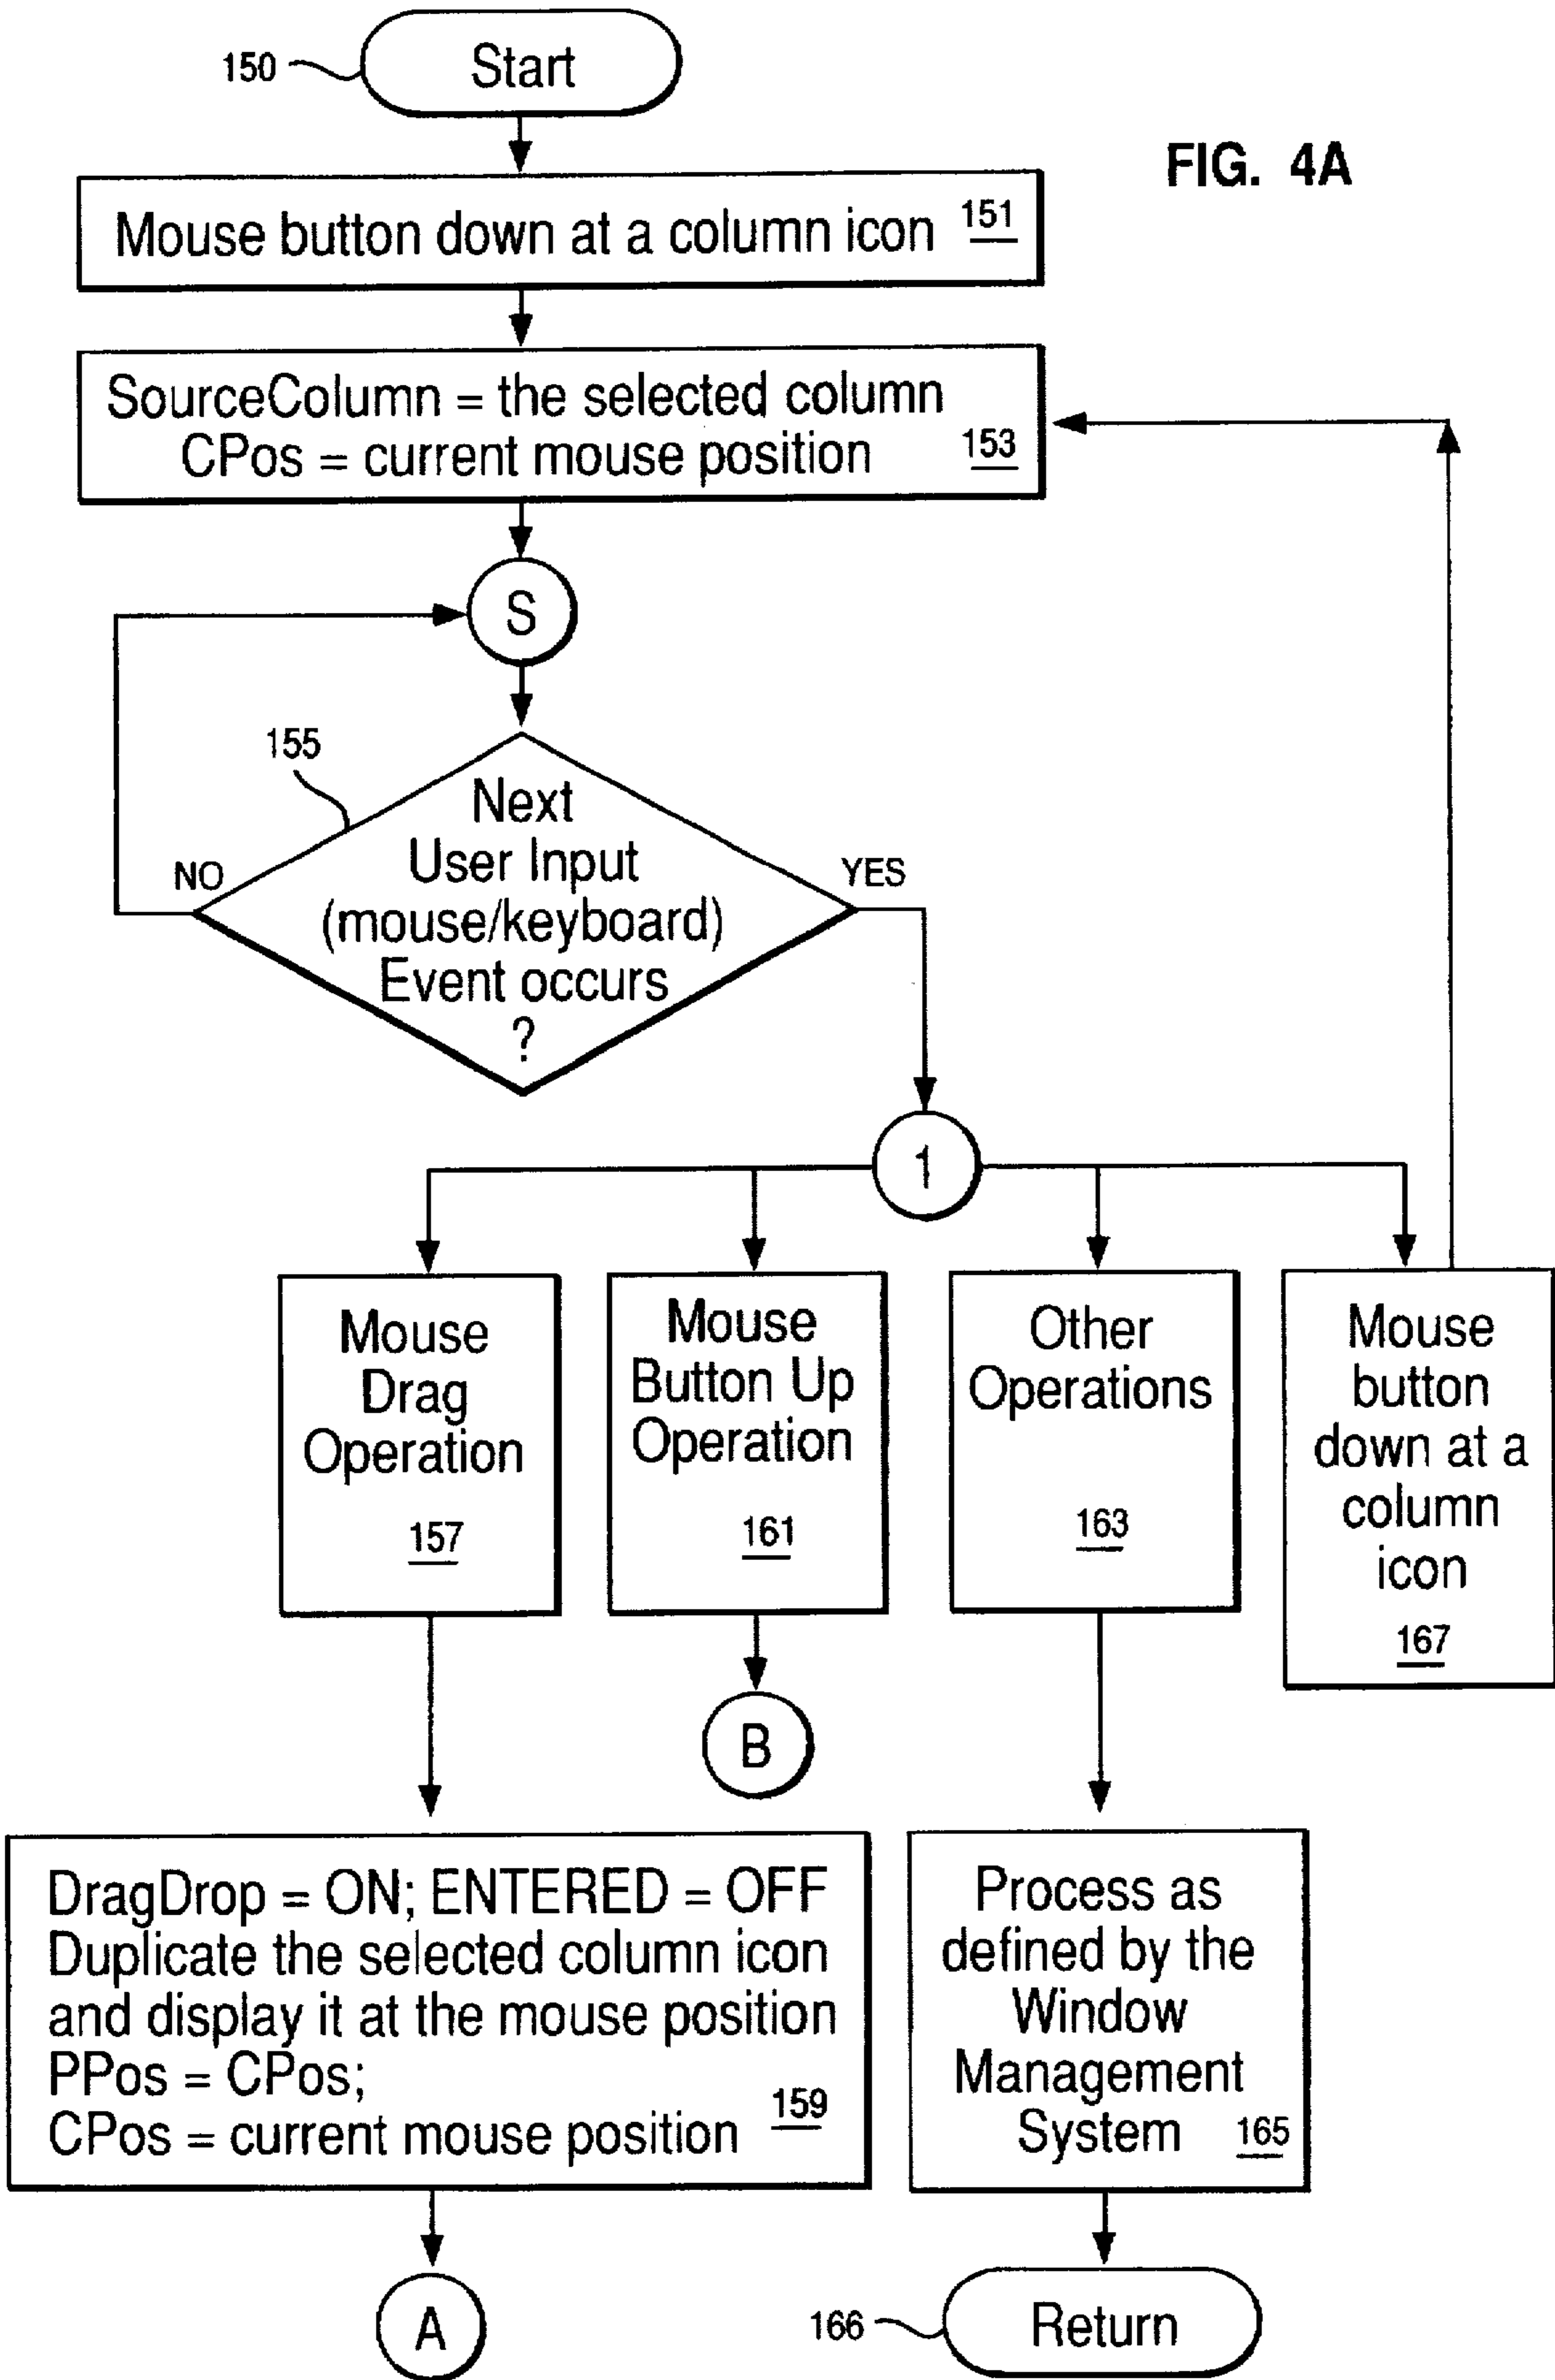 150
Start
FIG. 4A
Mouse button down at a column icon 151
SourceColumn = the selected column
CPos = current mouse position 153
S
155
Next
User Input
(mouse/keyboard)
Event occurs
?
NO
YES
1
Mouse
Drag
Operation
157
Mouse
Button Up
Operation
161
Other
Operations
163
Mouse
button
down at a
column
icon
167
B
DragDrop = ON; ENTERED = OFF
Duplicate the selected column icon
and display it at the mouse position
PPos = CPos;
CPos = current mouse position 159
Process as
defined by the
Window
Management
System 165
A
166
Return